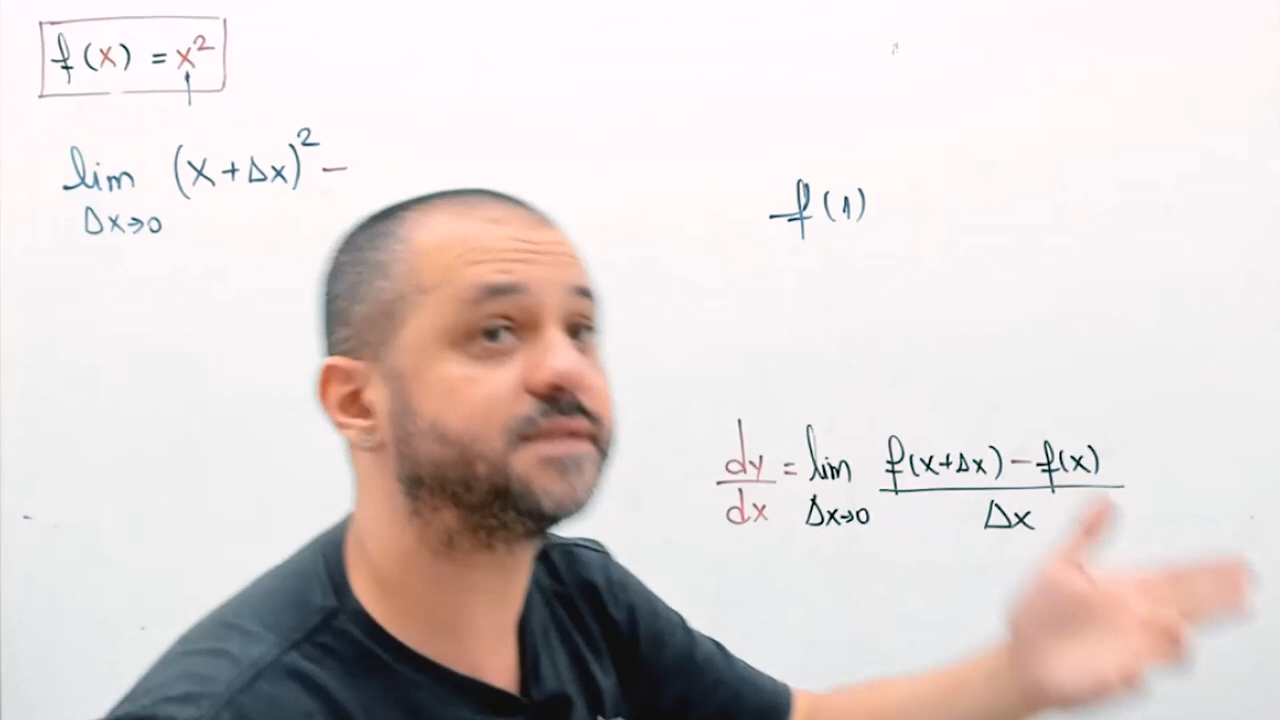 f(x) = x²
lim (x+Δx)² −
Δx→0
f(1)
dy/dx = lim f(x+Δx) − f(x)
Δx→0 Δx